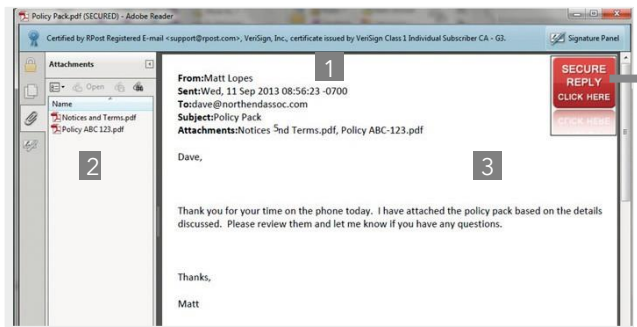 Policy Pack.pdf (SECURED) - Adobe Reader
Certified by RPost Registered E-mail <support@rpost.com>, VeriSign, Inc., certificate issued by VeriSign Class 1 Individual Subscriber CA - G3.
Signature Panel
Attachments
Open
Name
Notices and Terms.pdf
Policy ABC 123.pdf
2
1
From:Matt Lopes
Sent:Wed, 11 Sep 2013 08:56:23 -0700
To:dave@northendassoc.com
Subject:Policy Pack
Attachments:Notices 5nd Terms.pdf, Policy ABC-123.pdf
SECURE
REPLY
CLICK HERE
CLICK HERE
Dave,
3
Thank you for your time on the phone today. I have attached the policy pack based on the details
discussed. Please review them and let me know if you have any questions.
Thanks,
Matt